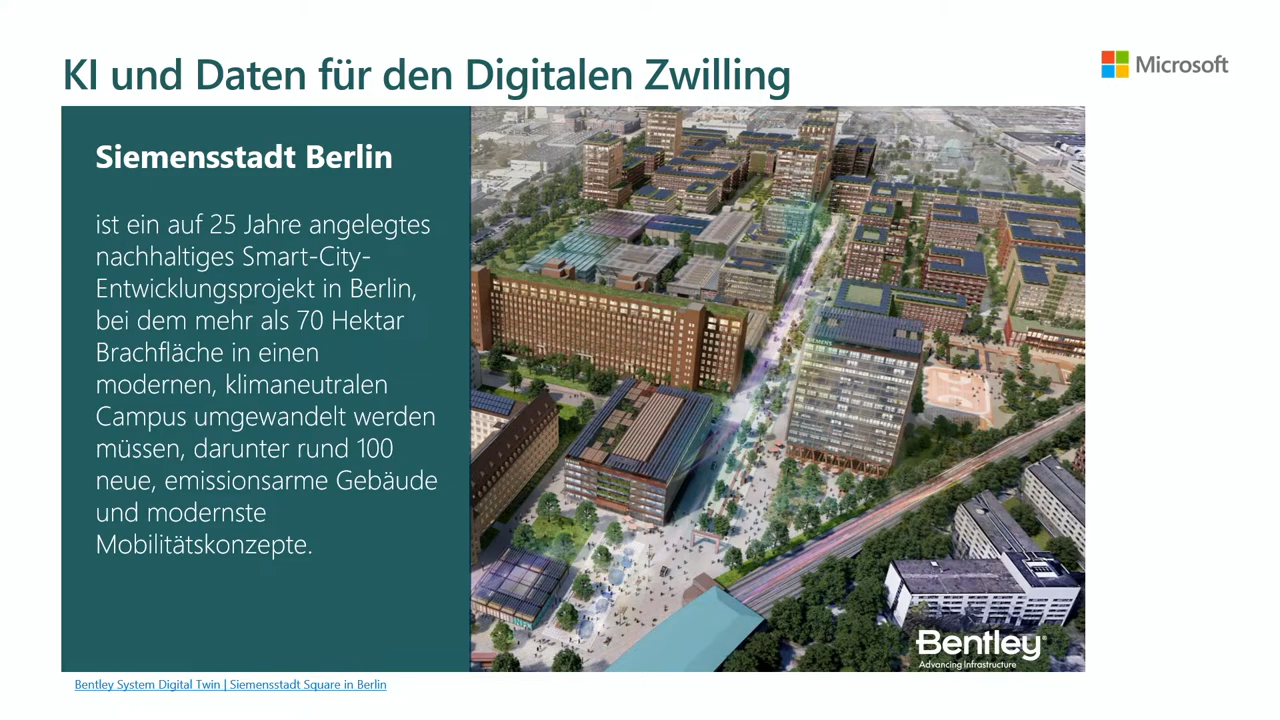 KI und Daten für den Digitalen Zwilling
Microsoft
Siemensstadt Berlin
ist ein auf 25 Jahre angelegtes
nachhaltiges Smart-City-
Entwicklungsprojekt in Berlin,
bei dem mehr als 70 Hektar
Brachfläche in einen
modernen, klimaneutralen
Campus umgewandelt werden
müssen, darunter rund 100
neue, emissionsarme Gebäude
und modernste
Mobilitätskonzepte.
SIEMENS
Bentley
Advancing Infrastructure
Bentley System Digital Twin | Siemensstadt Square in Berlin